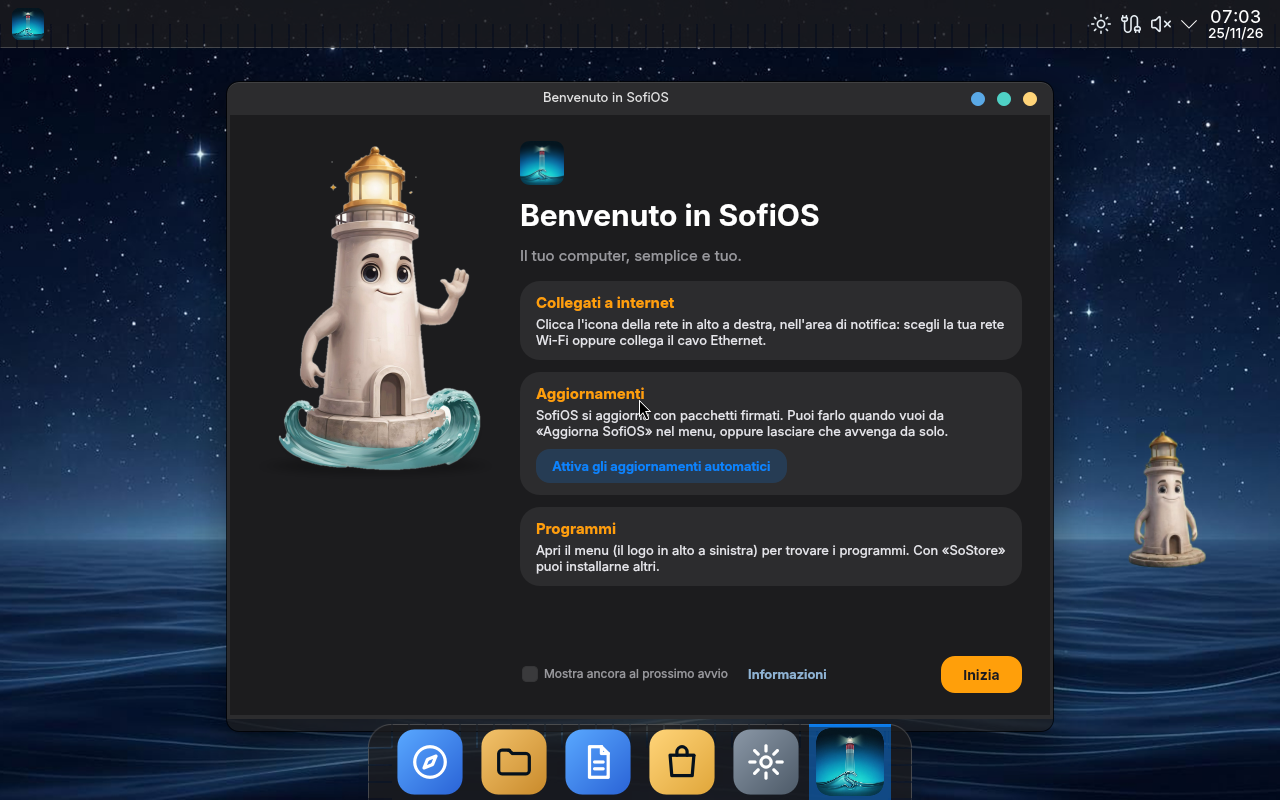 07:03
25/11/26
Benvenuto in SofiOS
Benvenuto in SofiOS
Il tuo computer, semplice e tuo.
Collegati a internet
Clicca l'icona della rete in alto a destra, nell'area di notifica: scegli la tua rete
Wi-Fi oppure collega il cavo Ethernet.
Aggiornamenti
SofiOS si aggiorna con pacchetti firmati. Puoi farlo quando vuoi da
«Aggiorna SofiOS» nel menu, oppure lasciare che avvenga da solo.
Attiva gli aggiornamenti automatici
Programmi
Apri il menu (il logo in alto a sinistra) per trovare i programmi. Con «SoStore»
puoi installarne altri.
Mostra ancora al prossimo avvio
Informazioni
Inizia